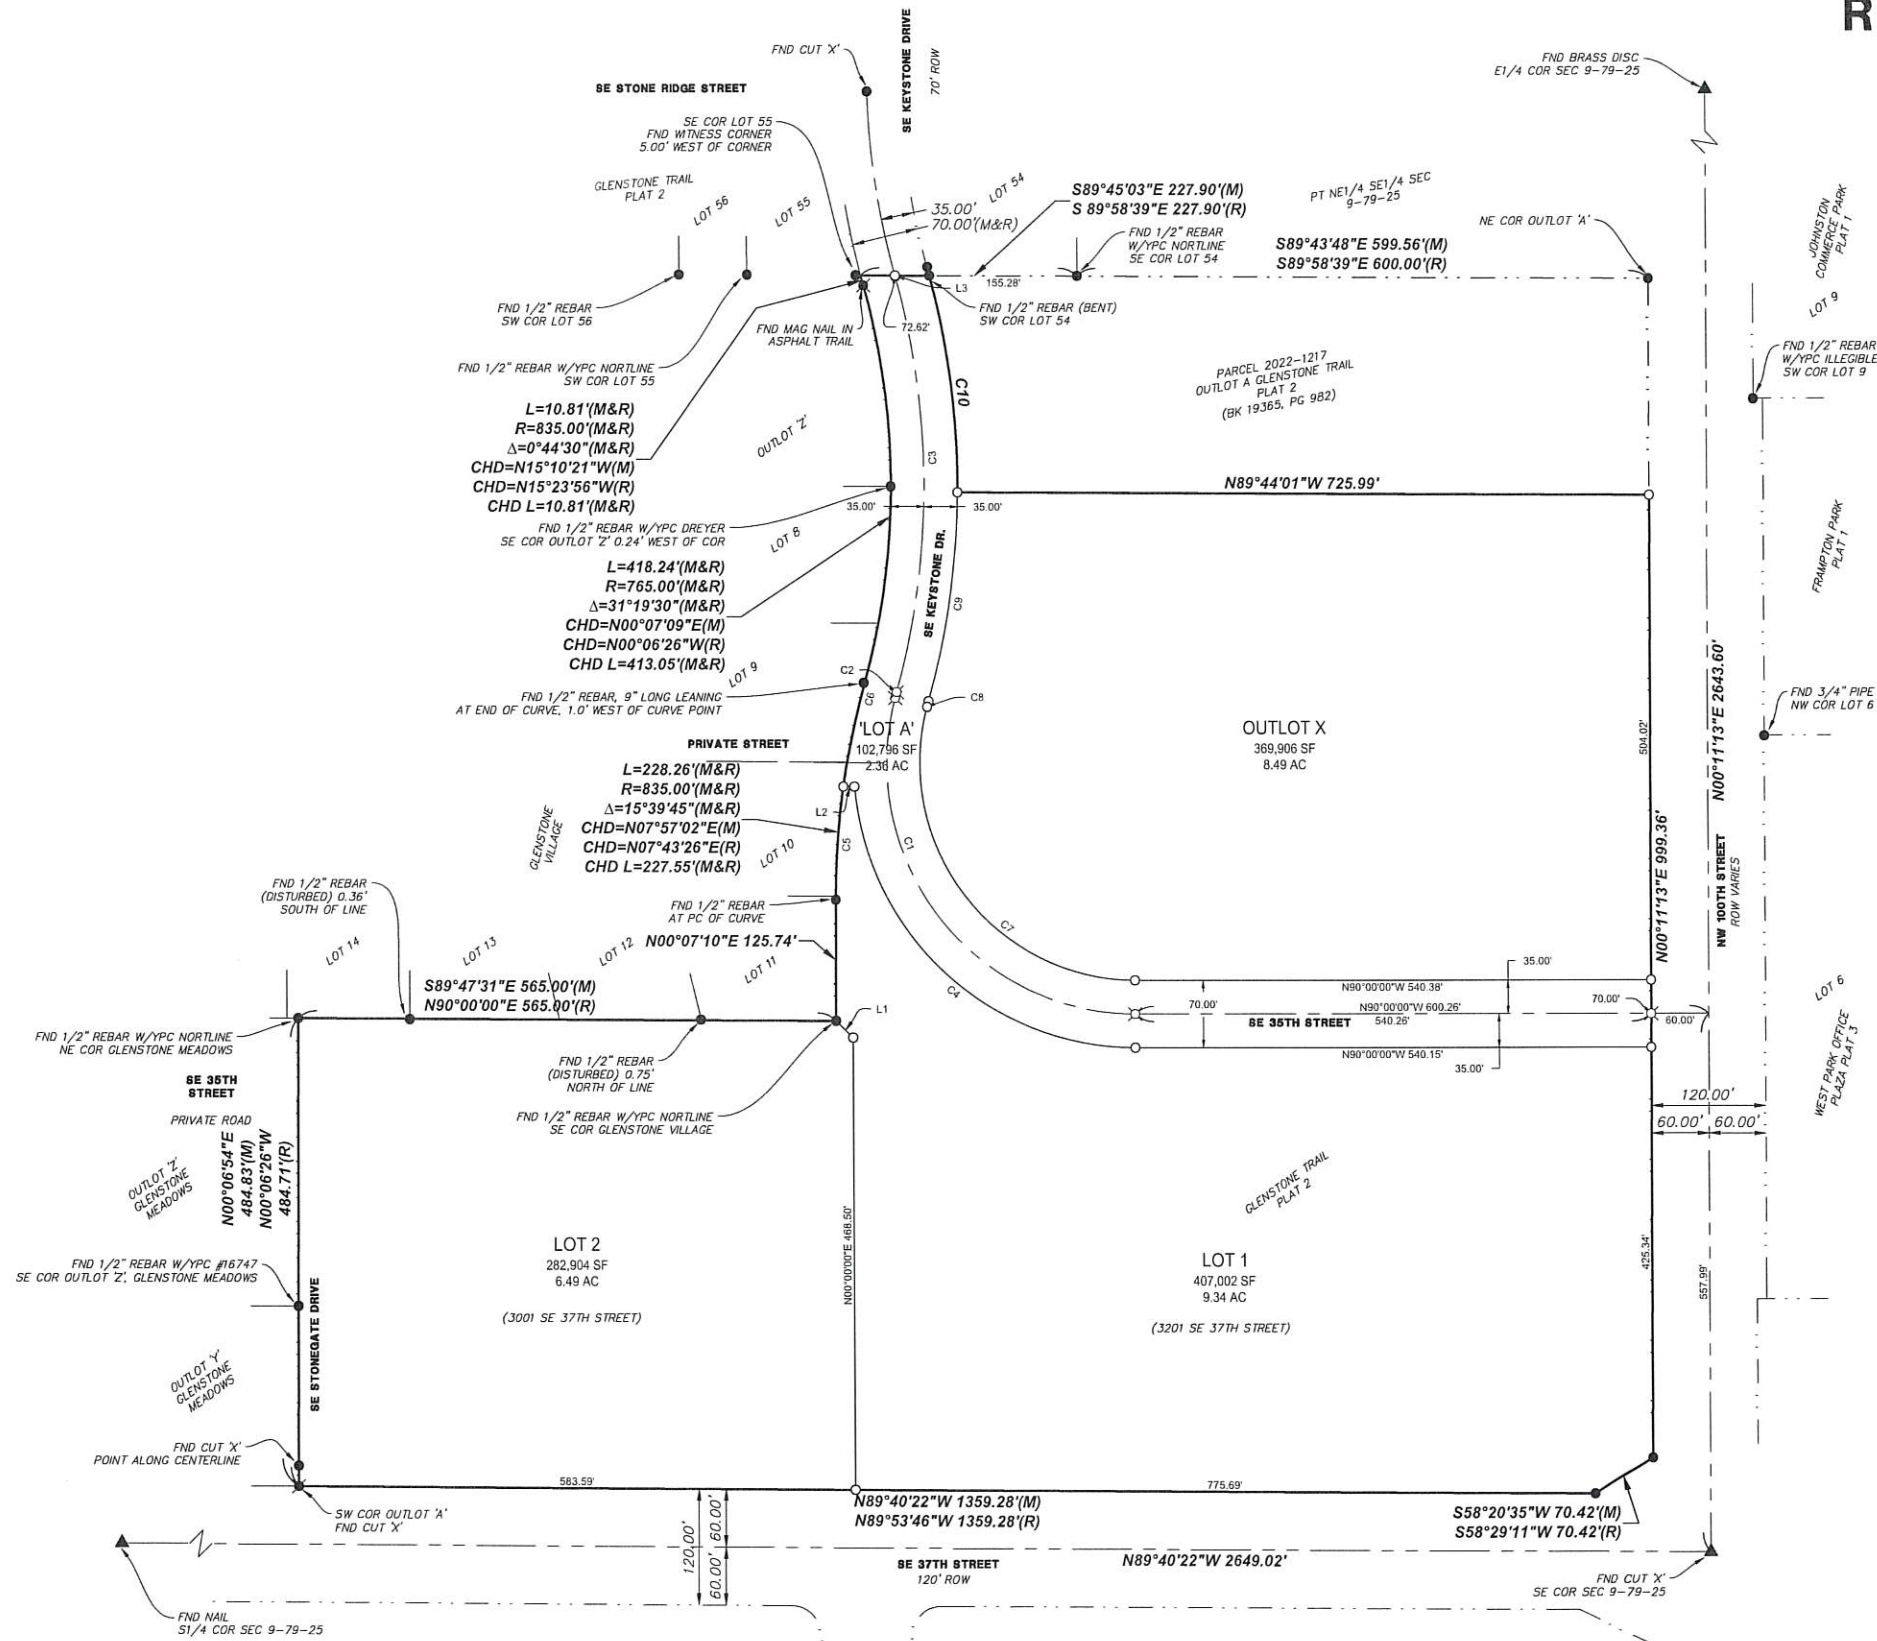 R
FND CUT 'X'
SE STONE RIDGE STREET
SE KEYSTONE DRIVE
70' ROW
FND BRASS DISC
E1/4 COR SEC 9-79-25
SE COR LOT 55
FND WITNESS CORNER
5.00' WEST OF CORNER
GLENSTONE TRAIL
PLAT 2
LOT 56
LOT 55
LOT 54
35.00'
70.00'(M&R)
S89°45'03"E 227.90'(M)
S 89°58'39"E 227.90'(R)
PT NE1/4 SE1/4 SEC
9-79-25
NE COR OUTLOT 'A'
JOHNSTON
COMMERCE PARK
PLAT 1
LOT 9
FND 1/2" REBAR
W/YPC NORTLINE
SE COR LOT 54
S89°43'48"E 599.56'(M)
S89°58'39"E 600.00'(R)
L3
155.28'
FND 1/2" REBAR
SW COR LOT 56
FND MAG NAIL IN
ASPHALT TRAIL
72.62'
FND 1/2" REBAR (BENT)
SW COR LOT 54
FND 1/2" REBAR W/YPC NORTLINE
SW COR LOT 55
FND 1/2" REBAR
W/YPC ILLEGIBLE
SW COR LOT 9
PARCEL 2022-1217
OUTLOT A GLENSTONE TRAIL
PLAT 2
(BK 19365, PG 982)
L=10.81'(M&R)
R=835.00'(M&R)
Δ=0°44'30"(M&R)
CHD=N15°10'21"W(M)
CHD=N15°23'56"W(R)
CHD L=10.81'(M&R)
OUTLOT 'Z'
C10
C3
N89°44'01"W 725.99'
35.00'
35.00'
FND 1/2" REBAR W/YPC DREYER
SE COR OUTLOT 'Z' 0.24' WEST OF COR
LOT 8
FRAMPTON PARK
PLAT 1
L=418.24'(M&R)
R=765.00'(M&R)
Δ=31°19'30"(M&R)
CHD=N00°07'09"E(M)
CHD=N00°06'26"W(R)
CHD L=413.05'(M&R)
SE KEYSTONE DR.
C9
LOT 9
C2
C6
C8
FND 1/2" REBAR, 9" LONG LEANING
AT END OF CURVE, 1.0' WEST OF CURVE POINT
'LOT A'
102,796 SF
2.36 AC
OUTLOT X
369,906 SF
8.49 AC
504.02'
N00°11'13"E 2643.60'
FND 3/4" PIPE
NW COR LOT 6
PRIVATE STREET
L=228.26'(M&R)
R=835.00'(M&R)
Δ=15°39'45"(M&R)
CHD=N07°57'02"E(M)
CHD=N07°43'26"E(R)
CHD L=227.55'(M&R)
L2
GLENSTONE
VILLAGE
LOT 10
C5
C1
N00°11'13"E 999.36'
NW 100TH STREET
ROW VARIES
FND 1/2" REBAR
(DISTURBED) 0.36'
SOUTH OF LINE
FND 1/2" REBAR
AT PC OF CURVE
N00°07'10"E 125.74'
LOT 14
LOT 13
LOT 12
LOT 11
C7
C4
S89°47'31"E 565.00'(M)
N90°00'00"E 565.00'(R)
L1
35.00'
N90°00'00"W 540.38'
70.00'
N90°00'00"W 600.26'
540.26'
70.00'
60.00'
SE 35TH STREET
N90°00'00"W 540.15'
35.00'
LOT 6
WEST PARK OFFICE
PLAZA PLAT 3
FND 1/2" REBAR W/YPC NORTLINE
NE COR GLENSTONE MEADOWS
FND 1/2" REBAR
(DISTURBED) 0.75'
NORTH OF LINE
FND 1/2" REBAR W/YPC NORTLINE
SE COR GLENSTONE VILLAGE
SE 35TH
STREET
PRIVATE ROAD
120.00'
60.00'
60.00'
OUTLOT 'Z'
GLENSTONE
MEADOWS
N00°06'54"E
484.83'(M)
N00°06'26"W
484.71'(R)
GLENSTONE TRAIL
PLAT 2
N00°00'00"E 468.50'
LOT 2
282,904 SF
6.49 AC
(3001 SE 37TH STREET)
LOT 1
407,002 SF
9.34 AC
(3201 SE 37TH STREET)
425.34'
557.99'
FND 1/2" REBAR W/YPC #16747
SE COR OUTLOT 'Z', GLENSTONE MEADOWS
SE STONEGATE DRIVE
OUTLOT 'Y'
GLENSTONE
MEADOWS
FND CUT 'X'
POINT ALONG CENTERLINE
583.59'
775.69'
SW COR OUTLOT 'A'
FND CUT 'X'
N89°40'22"W 1359.28'(M)
N89°53'46"W 1359.28'(R)
S58°20'35"W 70.42'(M)
S58°29'11"W 70.42'(R)
120.00'
60.00'
60.00'
SE 37TH STREET
120' ROW
N89°40'22"W 2649.02'
FND CUT 'X'
SE COR SEC 9-79-25
FND NAIL
S1/4 COR SEC 9-79-25